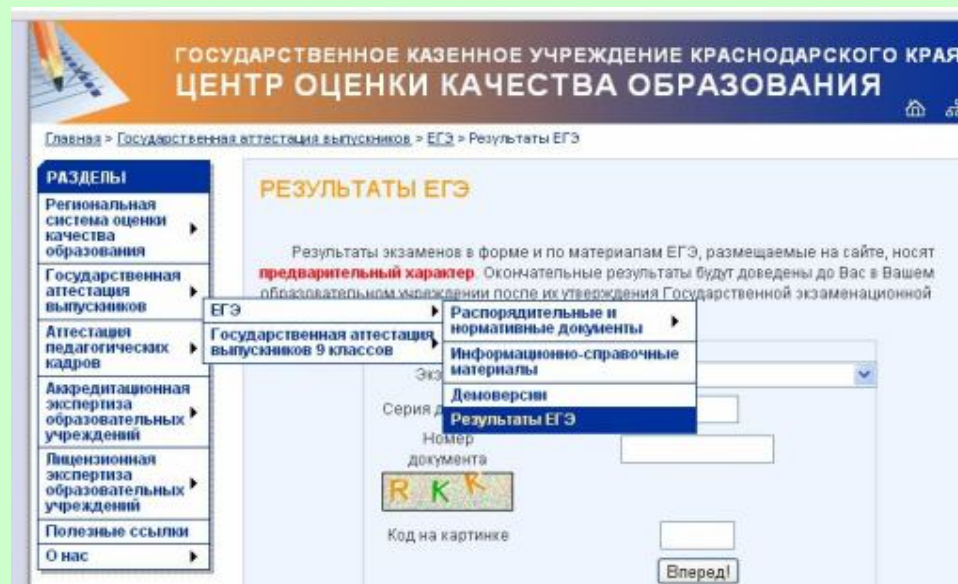 ГОСУДАРСТВЕННОЕ КАЗЕННОЕ УЧРЕЖДЕНИЕ КРАСНОДАРСКОГО КРАЯ
ЦЕНТР ОЦЕНКИ КАЧЕСТВА ОБРАЗОВАНИЯ
Главная > Государственная аттестация выпускников > ЕГЭ > Результаты ЕГЭ
РАЗДЕЛЫ
Региональная
система оценки
качества
образования
Государственная
аттестация
выпускников
Аттестация
педагогических
кадров
Аккредитационная
экспертиза
образовательных
учреждений
Лицензионная
экспертиза
образовательных
учреждений
Полезные ссылки
О нас
ЕГЭ
Государственная аттестация
выпускников 9 классов
Распорядительные и
нормативные документы
Информационно-справочные
материалы
Демоверсии
Результаты ЕГЭ
РЕЗУЛЬТАТЫ ЕГЭ
Результаты экзаменов в форме и по материалам ЕГЭ, размещаемые на сайте, носят
предварительный характер. Окончательные результаты будут доведены до Вас в Вашем
образовательном учреждении после их утверждения Государственной экзаменационной
Серия
Номер
документа
R K K
Код на картинке
Вперед!